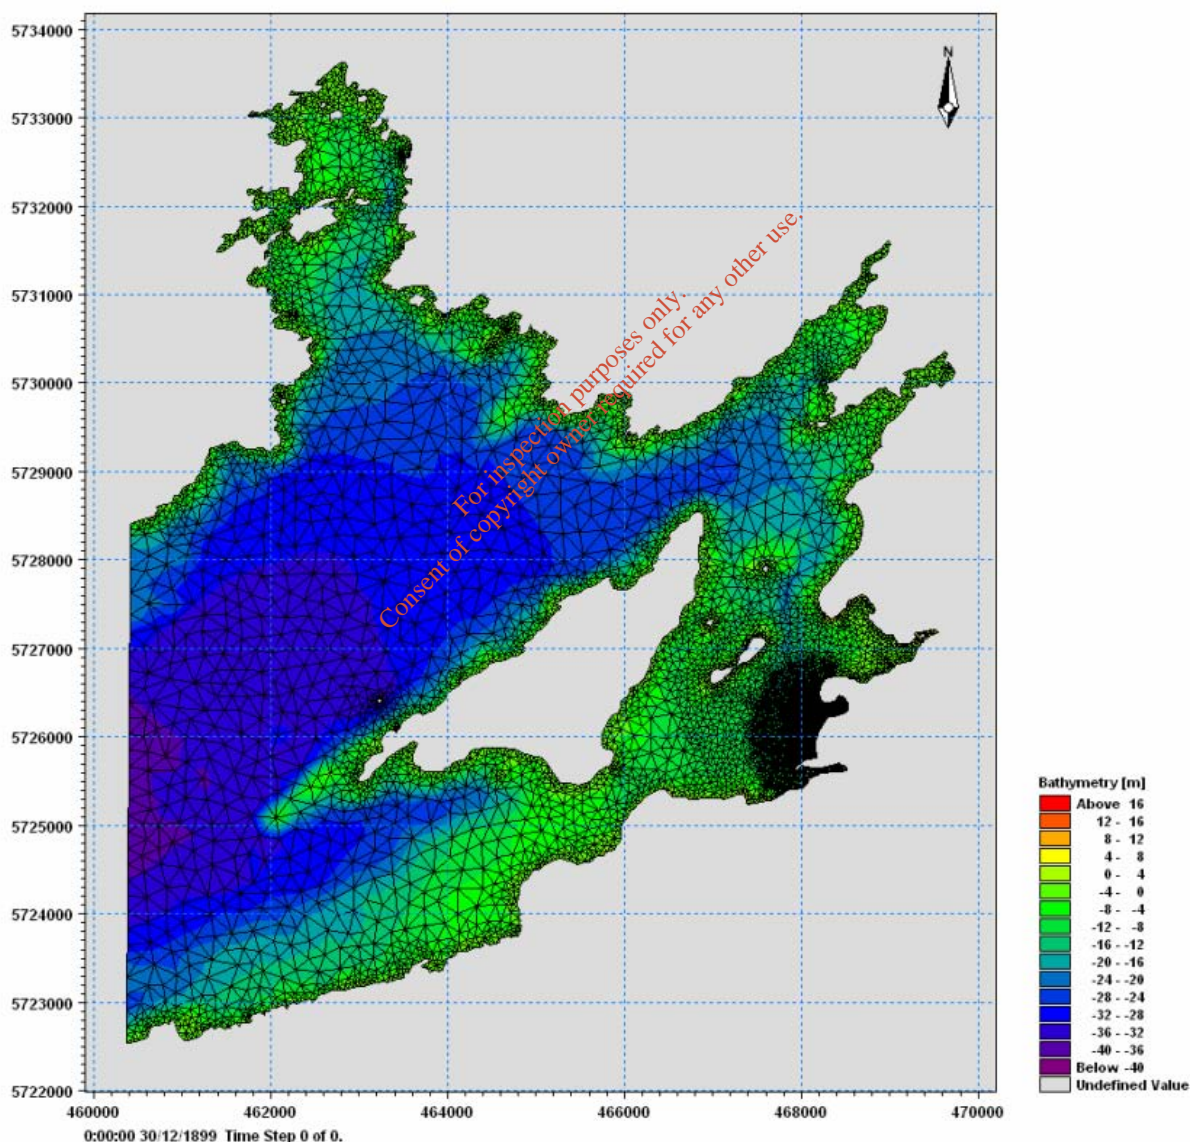 5734000
N
5733000
5732000
5731000
5730000
5729000
5728000
5727000
5726000
5725000
5724000
5723000
5722000
For inspection purposes only.
Consent of copyright owner required for any other use.
Bathymetry [m]
Above 16
12 - 16
8 - 12
4 - 8
0 - 4
-4 - 0
-8 - -4
-12 - -8
-16 - -12
-20 - -16
-24 - -20
-28 - -24
-32 - -28
-36 - -32
-40 - -36
Below -40
Undefined Value
460000 462000 464000 466000 468000 470000
0:00:00 30/12/1899 Time Step 0 of 0.